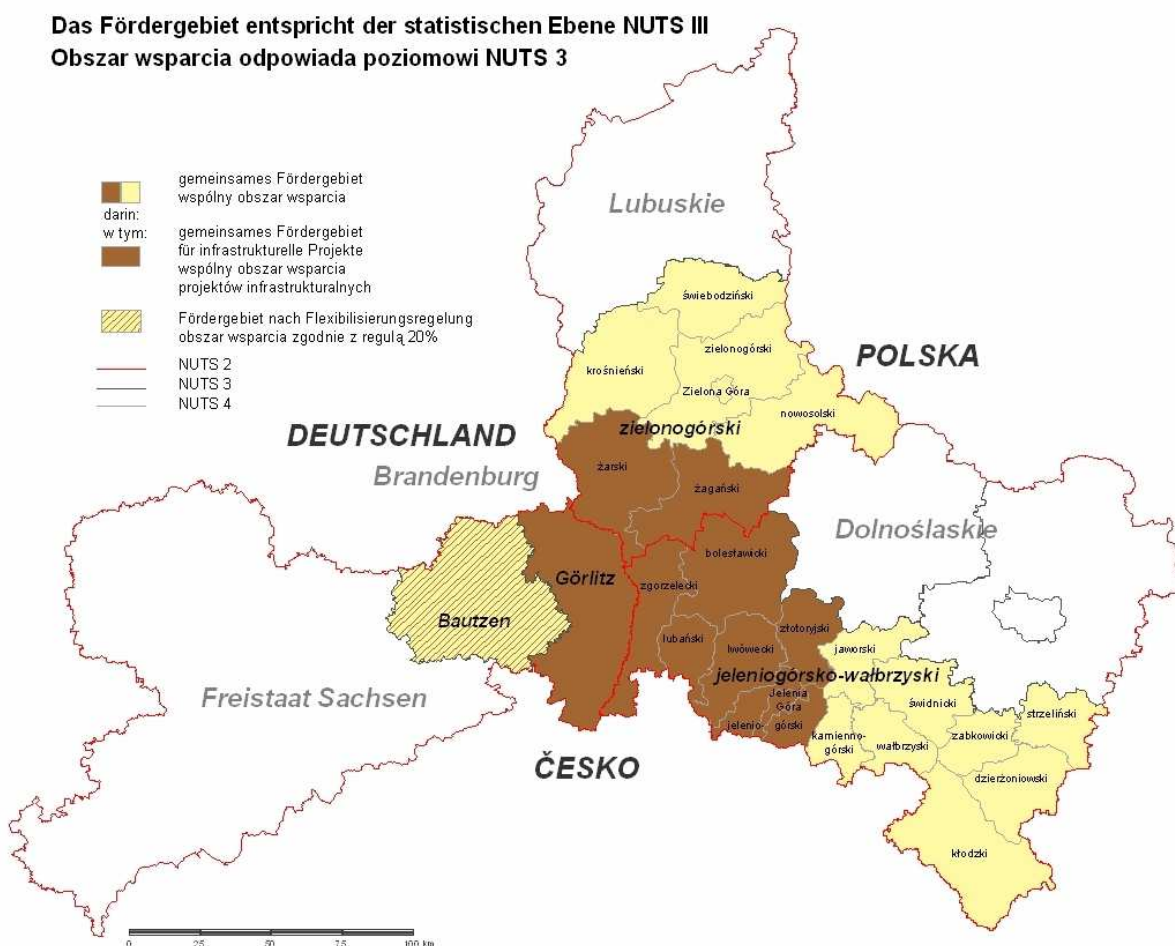 Das Fördergebiet entspricht der statistischen Ebene NUTS III
Obszar wsparcia odpowiada poziomowi NUTS 3
gemeinsames Fördergebiet
wspólny obszar wsparcia
darin:
w tym:
gemeinsames Fördergebiet
für infrastrukturelle Projekte
wspólny obszar wsparcia
projektów infrastrukturalnych
Fördergebiet nach Flexibilisierungsregelung
obszar wsparcia zgodnie z regułą 20%
NUTS 2
NUTS 3
NUTS 4
Lubuskie
świebodziński
zielonogórski
krośnieński
Zielona Góra
POLSKA
nowosolski
zielonogórski
DEUTSCHLAND
Brandenburg
żarski
żagański
Dolnośląskie
bolesławicki
Görlitz
zgorzelecki
Bautzen
złotoryjski
lubański
lwówecki
jaworski
jeleniogórsko-wałbrzyski
Freistaat Sachsen
Jelenia
Góra
jelenio-
górski
świdnicki
strzeliński
kamienno-
górski
wałbrzyski
ząbkowicki
ČESKO
dzierżoniowski
kłodzki
0 25 50 75 100 km